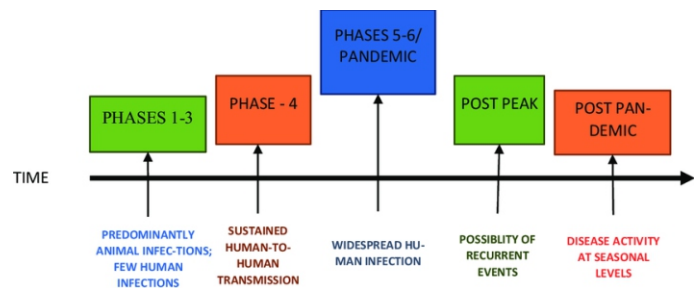 PHASES 1-3
PHASE - 4
PHASES 5-6/
PANDEMIC
POST PEAK
POST PAN-
DEMIC
TIME
PREDOMINANTLY
ANIMAL INFEC-TIONS;
FEW HUMAN
INFECTIONS
SUSTAINED
HUMAN-TO-
HUMAN
TRANSMISSION
WIDESPREAD HU-
MAN INFECTION
POSSIBLITY OF
RECURRENT
EVENTS
DISEASE ACTIVITY
AT SEASONAL
LEVELS